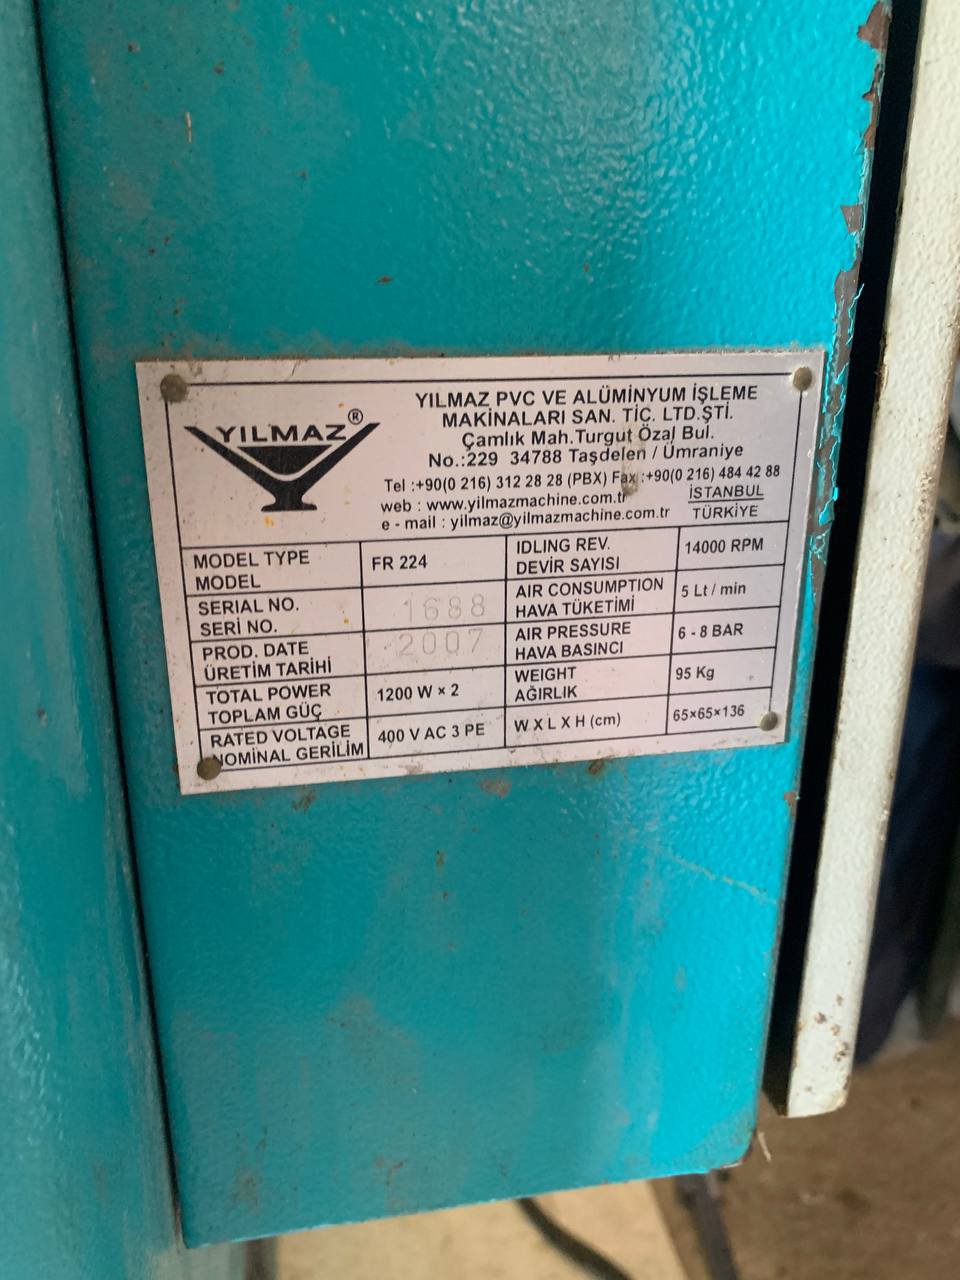 YILMAZ ®
YILMAZ PVC VE ALÜMİNYUM İŞLEME
MAKİNALARI SAN. TİC. LTD.ŞTİ.
Çamlık Mah.Turgut Özal Bul.
No.:229 34788 Taşdelen / Ümraniye
Tel :+90(0 216) 312 28 28 (PBX) Fax :+90(0 216) 484 42 88
web : www.yilmazmachine.com.tr
e - mail : yilmaz@yilmazmachine.com.tr
İSTANBUL
TÜRKİYE
MODEL TYPE
MODEL
FR 224
SERIAL NO.
SERİ NO.
1688
PROD. DATE
ÜRETİM TARİHİ
2007
TOTAL POWER
TOPLAM GÜÇ
1200 W × 2
RATED VOLTAGE
NOMİNAL GERİLİM
400 V AC 3 PE
IDLING REV.
DEVİR SAYISI
14000 RPM
AIR CONSUMPTION
HAVA TÜKETİMİ
5 Lt / min
AIR PRESSURE
HAVA BASINCI
6 - 8 BAR
WEIGHT
AĞIRLIK
95 Kg
W X L X H (cm)
65×65×136